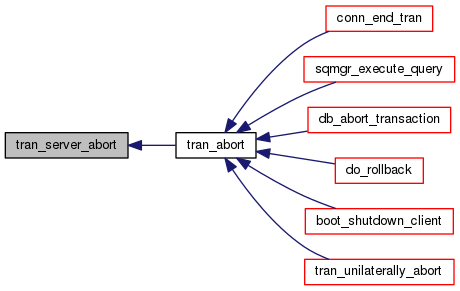 conn_end_tran
sqmgr_execute_query
db_abort_transaction
tran_server_abort
tran_abort
do_rollback
boot_shutdown_client
tran_unilaterally_abort